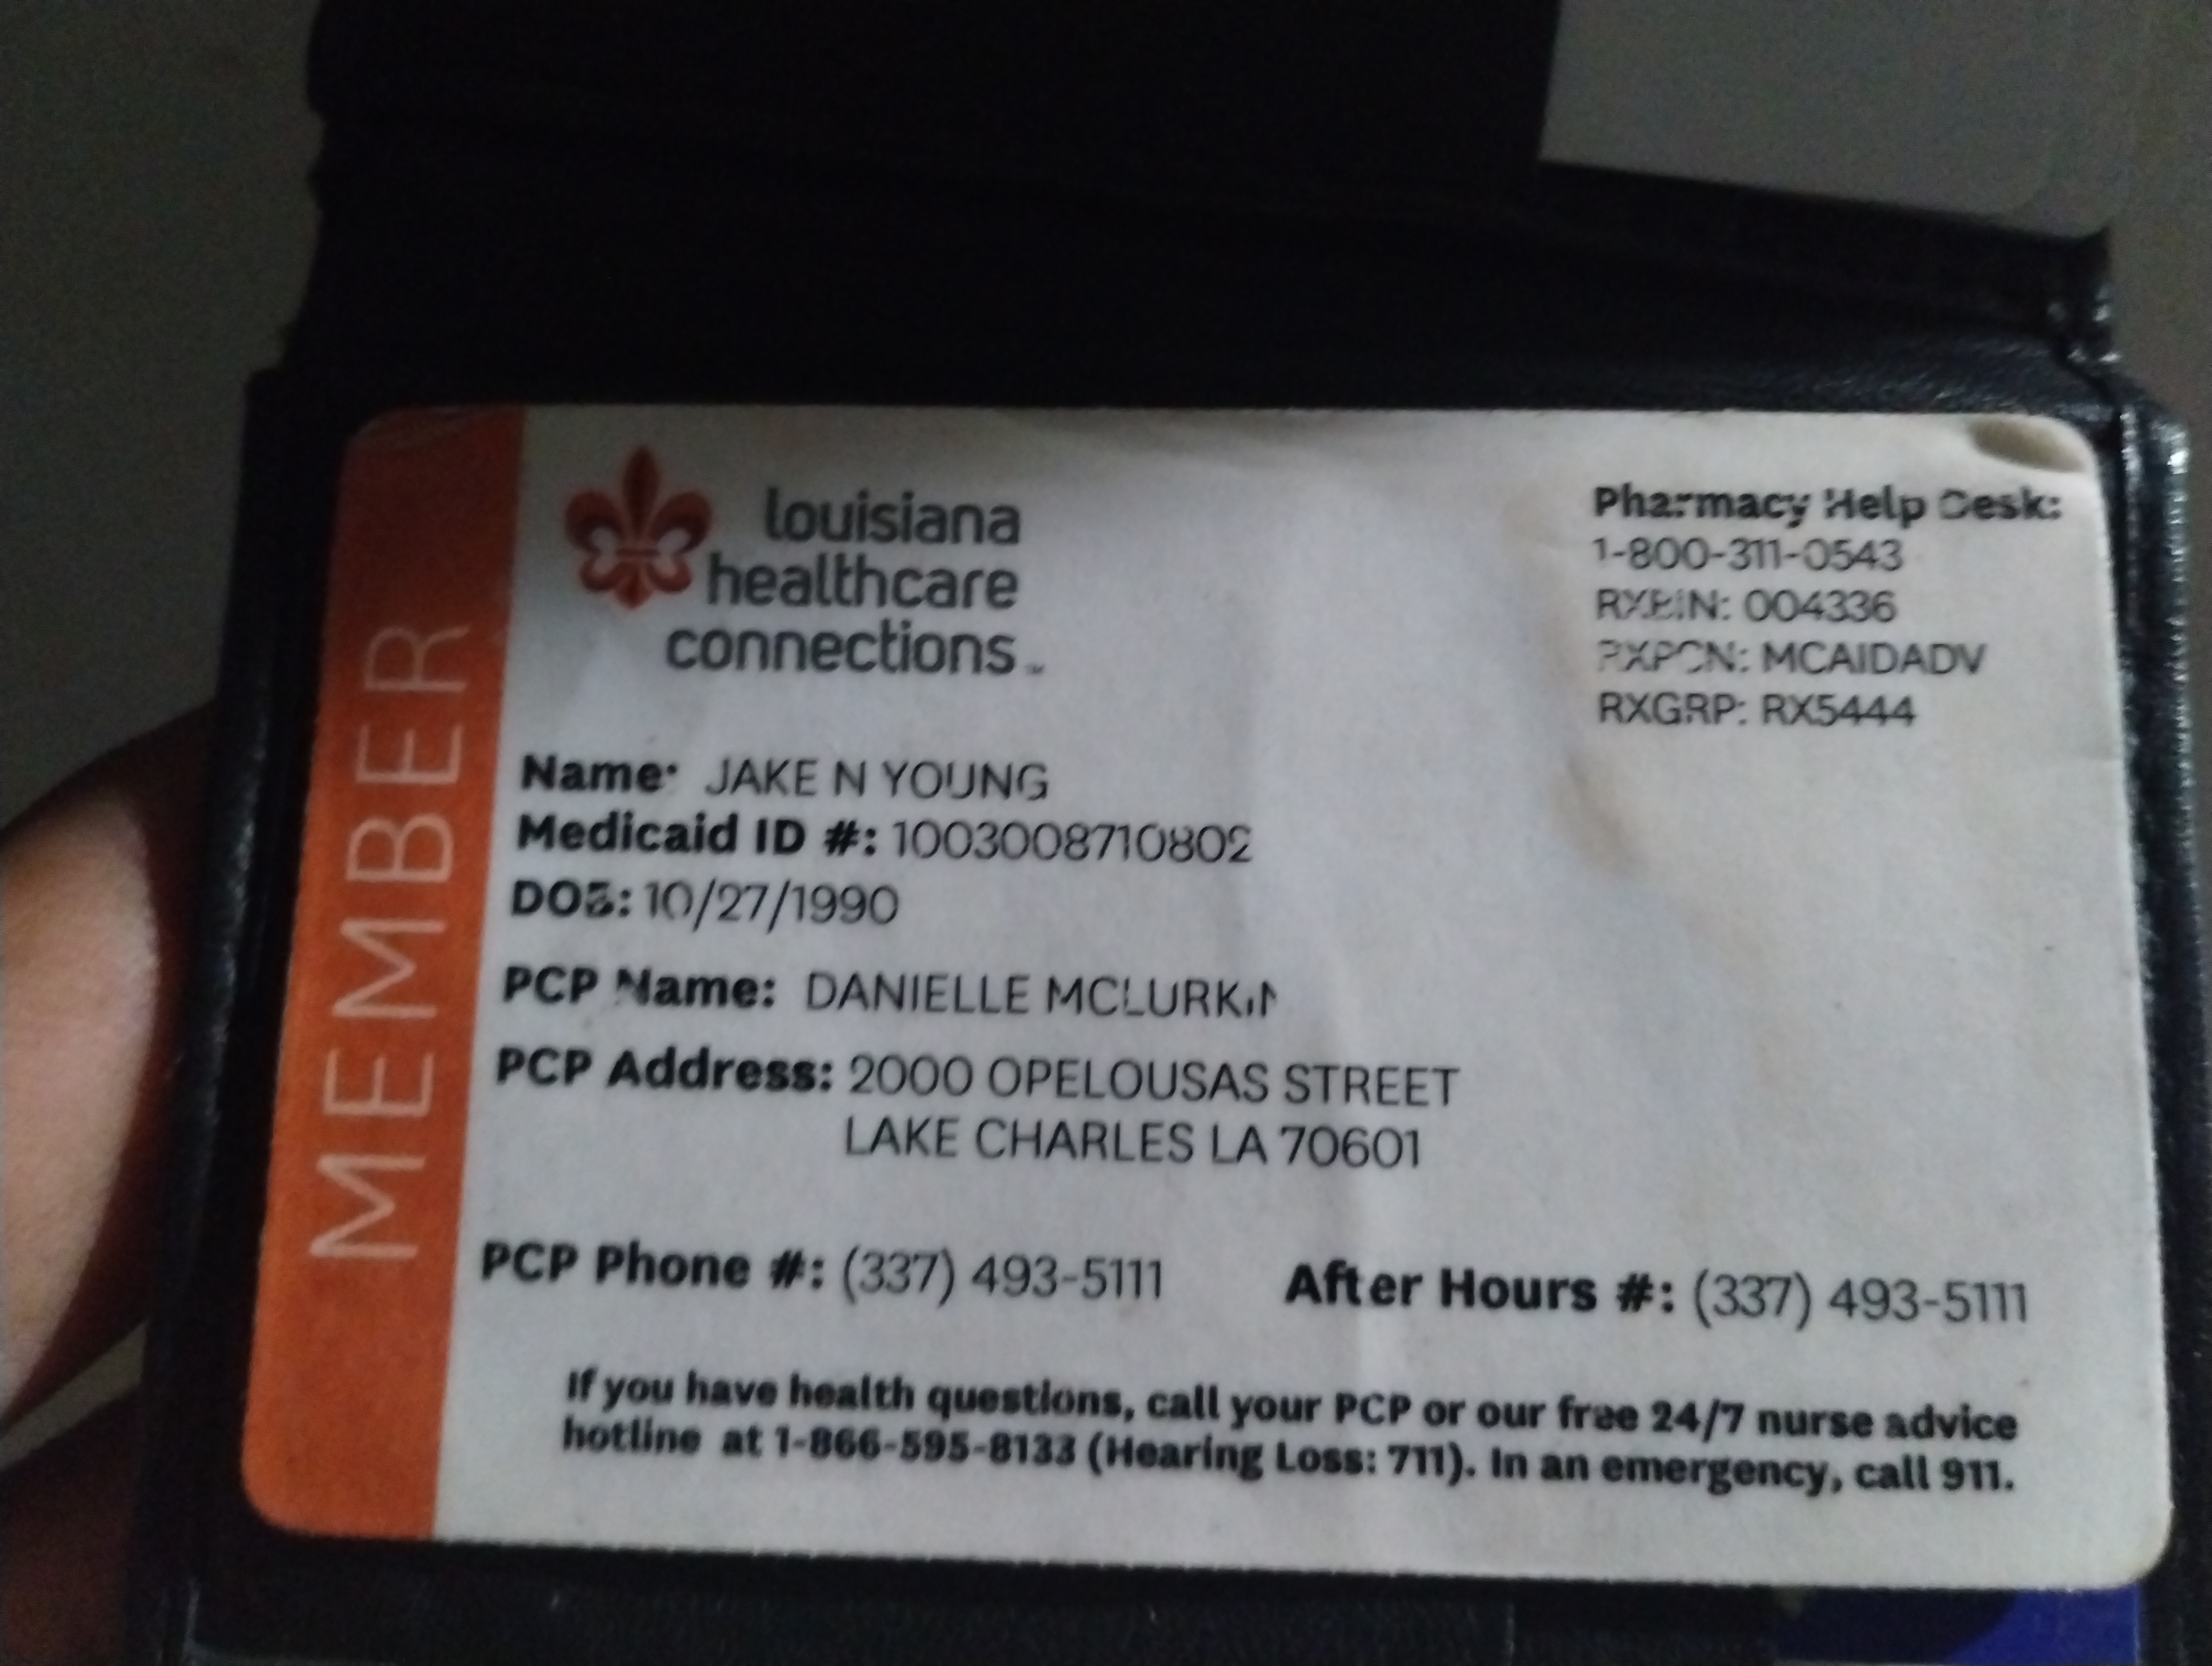 MEMBER
louisiana
healthcare
connections
Pharmacy Help Desk:
1-800-311-0543
RXBIN: 004336
RXPCN: MCAIDADV
RXGRP: RX5444
Name: JAKE N YOUNG
Medicaid ID #: 1003008710802
DOB: 10/27/1990
PCP Name: DANIELLE MCLURKIN
PCP Address: 2000 OPELOUSAS STREET
LAKE CHARLES LA 70601
PCP Phone #: (337) 493-5111 After Hours #: (337) 493-5111
If you have health questions, call your PCP or our free 24/7 nurse advice
hotline at 1-866-595-8133 (Hearing Loss: 711). In an emergency, call 911.